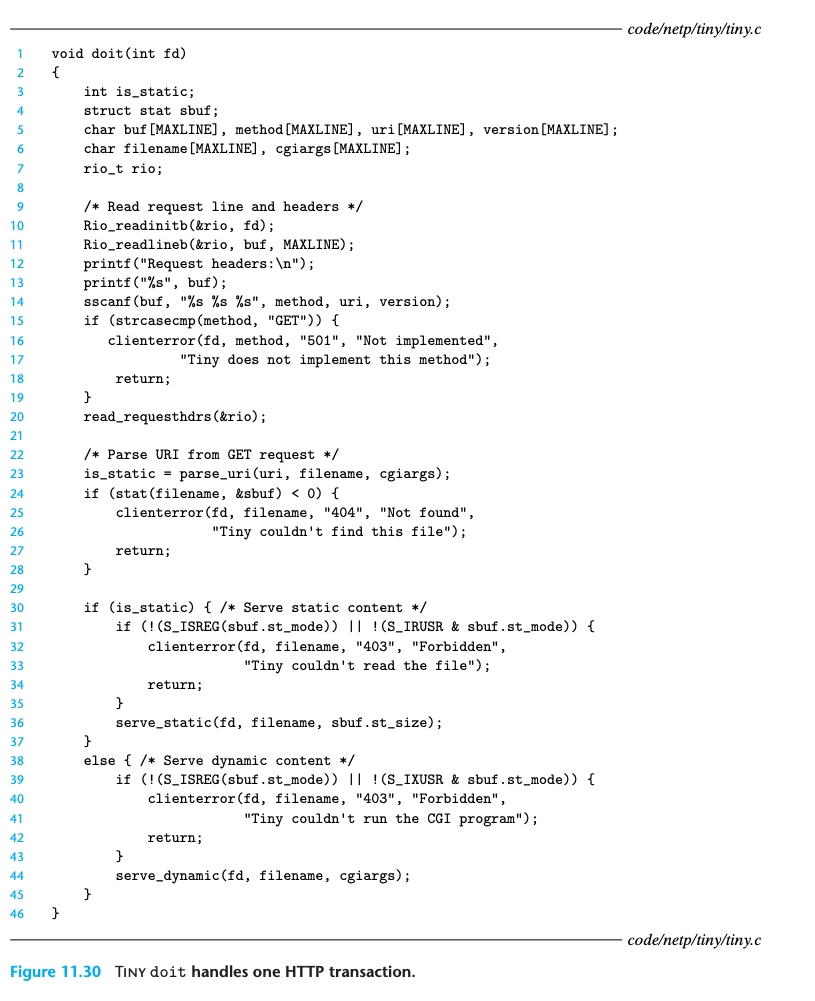 code/netp/tiny/tiny.c
1 void doit(int fd)
2 {
3     int is_static;
4     struct stat sbuf;
5     char buf[MAXLINE], method[MAXLINE], uri[MAXLINE], version[MAXLINE];
6     char filename[MAXLINE], cgiargs[MAXLINE];
7     rio_t rio;
8
9     /* Read request line and headers */
10     Rio_readinitb(&rio, fd);
11     Rio_readlineb(&rio, buf, MAXLINE);
12     printf("Request headers:\n");
13     printf("%s", buf);
14     sscanf(buf, "%s %s %s", method, uri, version);
15     if (strcasecmp(method, "GET")) {
16        clienterror(fd, method, "501", "Not implemented",
17                 "Tiny does not implement this method");
18         return;
19     }
20     read_requesthdrs(&rio);
21
22     /* Parse URI from GET request */
23     is_static = parse_uri(uri, filename, cgiargs);
24     if (stat(filename, &sbuf) < 0) {
25         clienterror(fd, filename, "404", "Not found",
26                     "Tiny couldn't find this file");
27         return;
28     }
29
30     if (is_static) { /* Serve static content */
31         if (!(S_ISREG(sbuf.st_mode)) || !(S_IRUSR & sbuf.st_mode)) {
32             clienterror(fd, filename, "403", "Forbidden",
33                         "Tiny couldn't read the file");
34             return;
35         }
36         serve_static(fd, filename, sbuf.st_size);
37     }
38     else { /* Serve dynamic content */
39         if (!(S_ISREG(sbuf.st_mode)) || !(S_IXUSR & sbuf.st_mode)) {
40             clienterror(fd, filename, "403", "Forbidden",
41                         "Tiny couldn't run the CGI program");
42             return;
43         }
44         serve_dynamic(fd, filename, cgiargs);
45     }
46 }
code/netp/tiny/tiny.c
Figure 11.30 TINY doit handles one HTTP transaction.